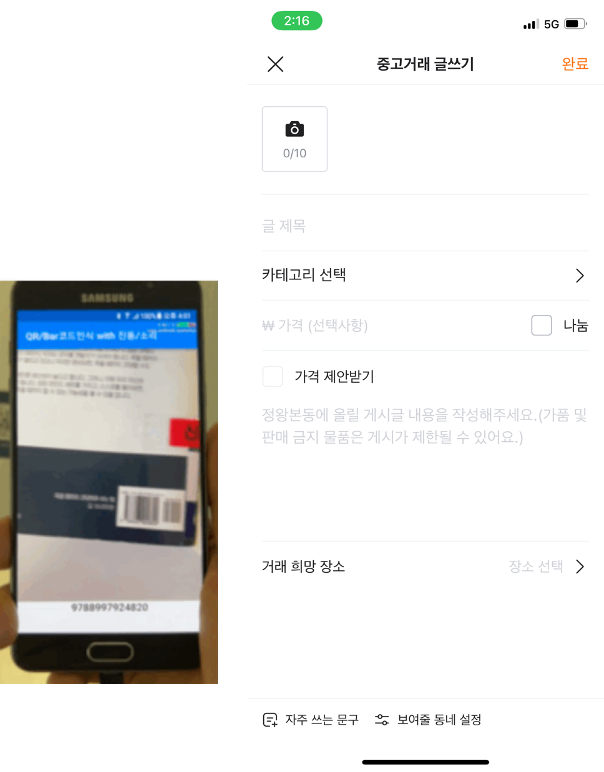 SAMSUNG
100% 오후 4:01
QR/Bar코드인식 with 진동/소리
9788997924820
2:16
5G
중고거래 글쓰기
완료
0/10
글 제목
카테고리 선택
₩ 가격 (선택사항)
나눔
가격 제안받기
정왕본동에 올릴 게시글 내용을 작성해주세요.(가품 및
판매 금지 물품은 게시가 제한될 수 있어요.)
거래 희망 장소
장소 선택
자주 쓰는 문구
보여줄 동네 설정